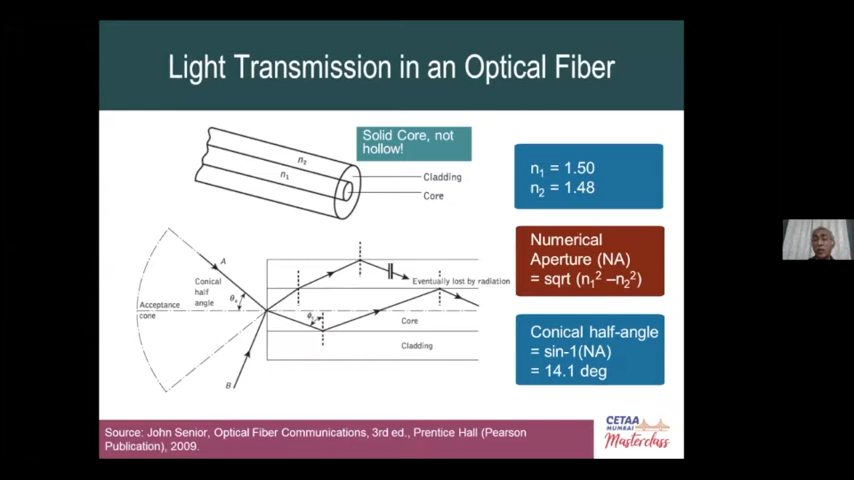 Light Transmission in an Optical Fiber
Solid Core, not
hollow!
n₂
n₁
Cladding
Core
n₁ = 1.50
n₂ = 1.48
Numerical
Aperture (NA)
= sqrt (n₁² –n₂²)
Conical half-angle
= sin-1(NA)
= 14.1 deg
A
Conical
half
angle
θₐ
Acceptance
cone
B
Eventually lost by radiation
Core
Cladding
Source: John Senior, Optical Fiber Communications, 3rd ed., Prentice Hall (Pearson
Publication), 2009.
CETAA
MUMBAI
Masterclass